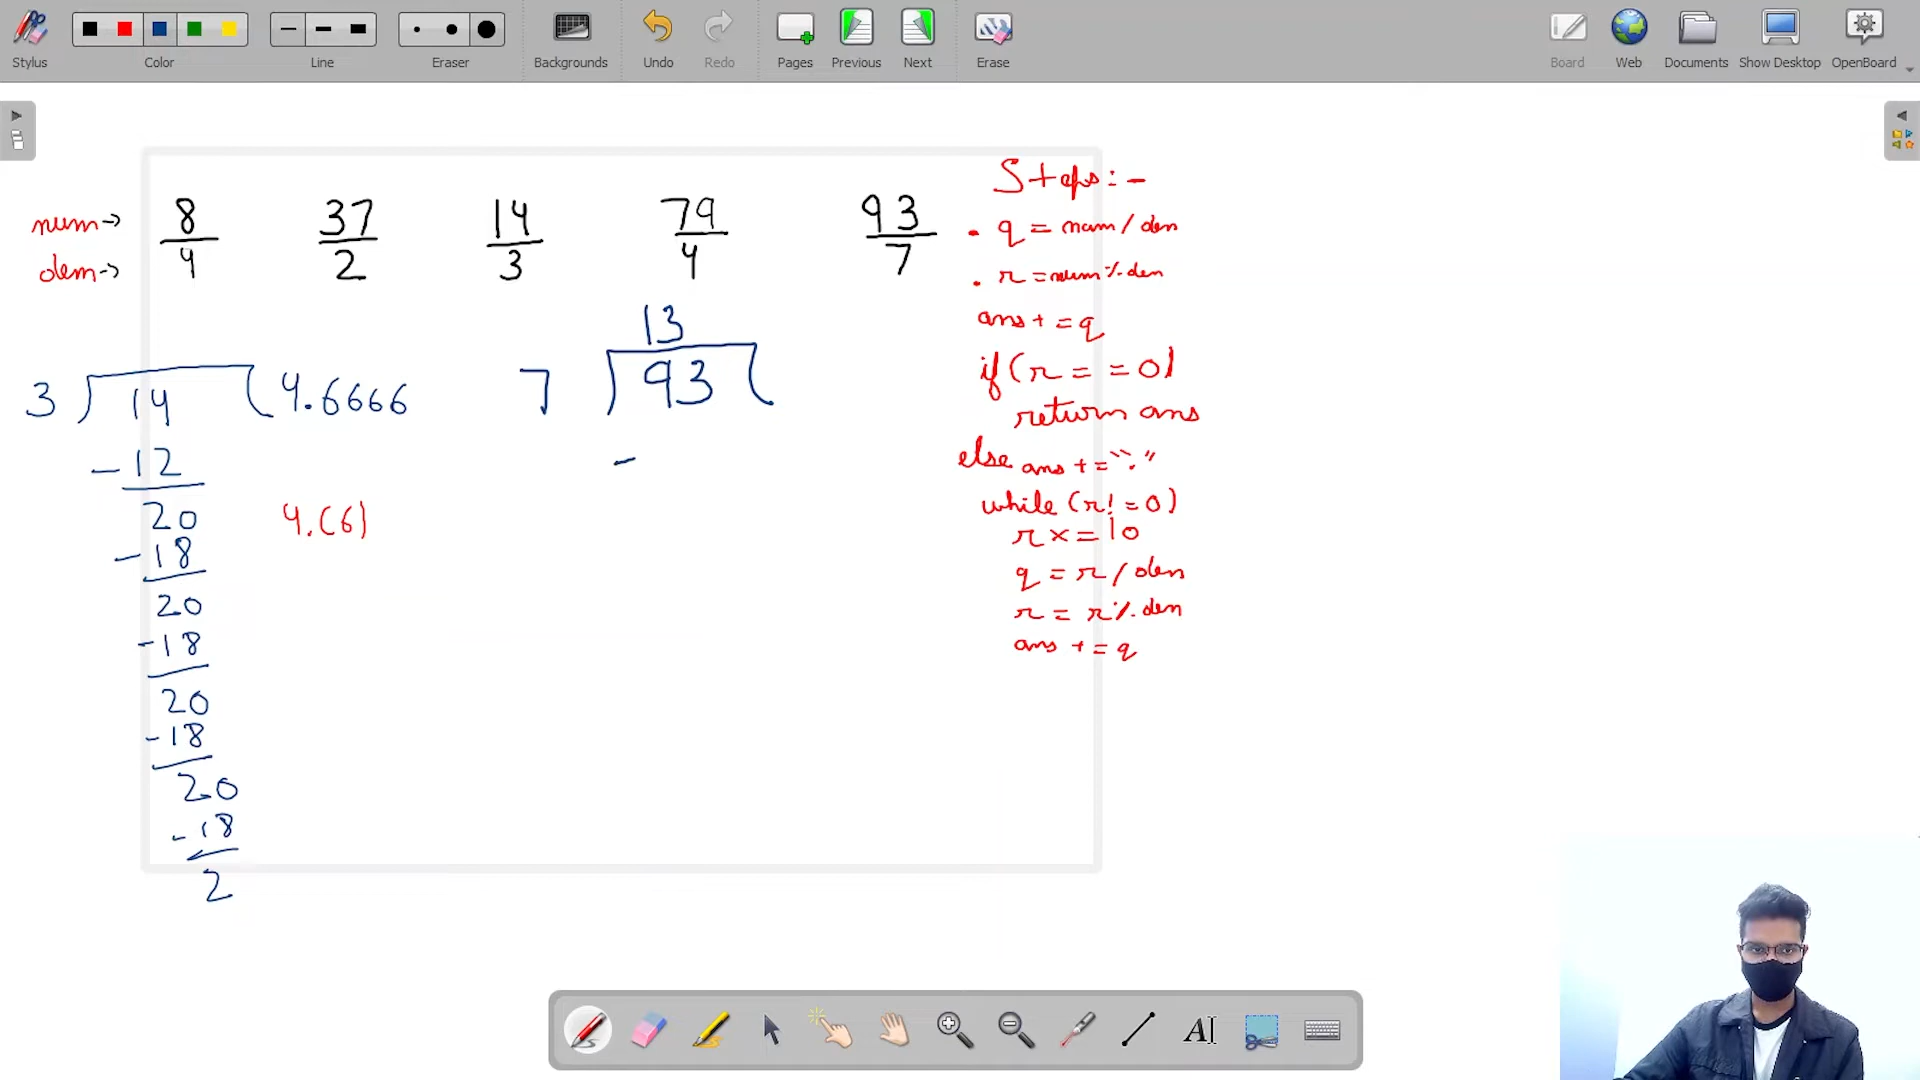 Stylus
Color
Line
Eraser
Backgrounds
Undo
Redo
Pages
Previous
Next
Erase
Board
Web
Documents
Show Desktop
OpenBoard
num→ 8 37 14 79 93
den→ 4 2 3 4 7
Steps:-
• q = num/den
• r = num%den
ans+=q
if(r==0)
return ans
else ans+="."
while(r!=0)
r×=10
q = r/den
r = r%den
ans+=q
3 ) 14 ( 4.6666
-12
20
-18
20
-18
20
-18
20
-18
2
4.(6)
13
7 ) 93 (
-
AI